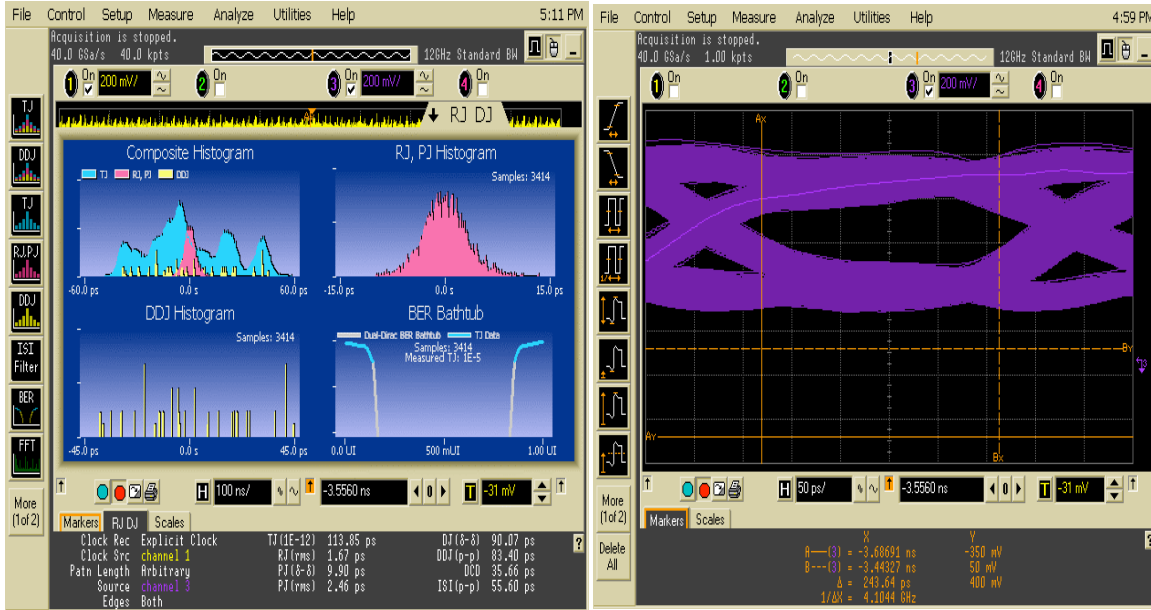 File Control Setup Measure Analyze Utilities Help 5:11 PM
Acquisition is stopped.
40.0 GSa/s 40.0 kpts 12GHz Standard BW
1 On 200 mV/ 2 On 3 On 200 mV/ 4 On
RJ DJ
TJ
DDJ
TJ
RJ,PJ
DDJ
ISI
Filter
BER
FFT
More
(1of 2)
Composite Histogram
TJ RJ, PJ DDJ
-60.0 ps 0.0 s 60.0 ps
RJ, PJ Histogram
Samples: 3414
-15.0 ps 0.0 s 15.0 ps
DDJ Histogram
Samples: 3414
-45.0 ps 0.0 s 45.0 ps
BER Bathtub
Dual-Dirac BER Bathtub TJ Data
Samples: 3414
Measured TJ: 1E-5
0.0 UI 500 mUI 1.00 UI
H 100 ns/ -3.5560 ns 0 T -31 mV
Markers RJ DJ Scales
Clock Rec Explicit Clock TJ(1E-12) 113.85 ps DJ(δ-δ) 90.07 ps
Clock Src channel 1 RJ(rms) 1.67 ps DDJ(p-p) 83.40 ps
Patn Length Arbitrary PJ(δ-δ) 9.90 ps DCD 35.66 ps
Source channel 3 PJ(rms) 2.46 ps ISI(p-p) 55.60 ps
Edges Both
?
File Control Setup Measure Analyze Utilities Help 4:59 PM
Acquisition is stopped.
40.0 GSa/s 1.00 kpts 12GHz Standard BW
1 On 2 On 3 On 200 mV/ 4 On
Ax
By
Ay
Bx
More
(1of 2)
Delete
All
H 50 ps/ -3.5560 ns 0 T -31 mV
Markers Scales
X Y
A—(3) = -3.68691 ns -350 mV
B---(3) = -3.44327 ns 50 mV
Δ = 243.64 ps 400 mV
1/ΔX = 4.1044 GHz
?